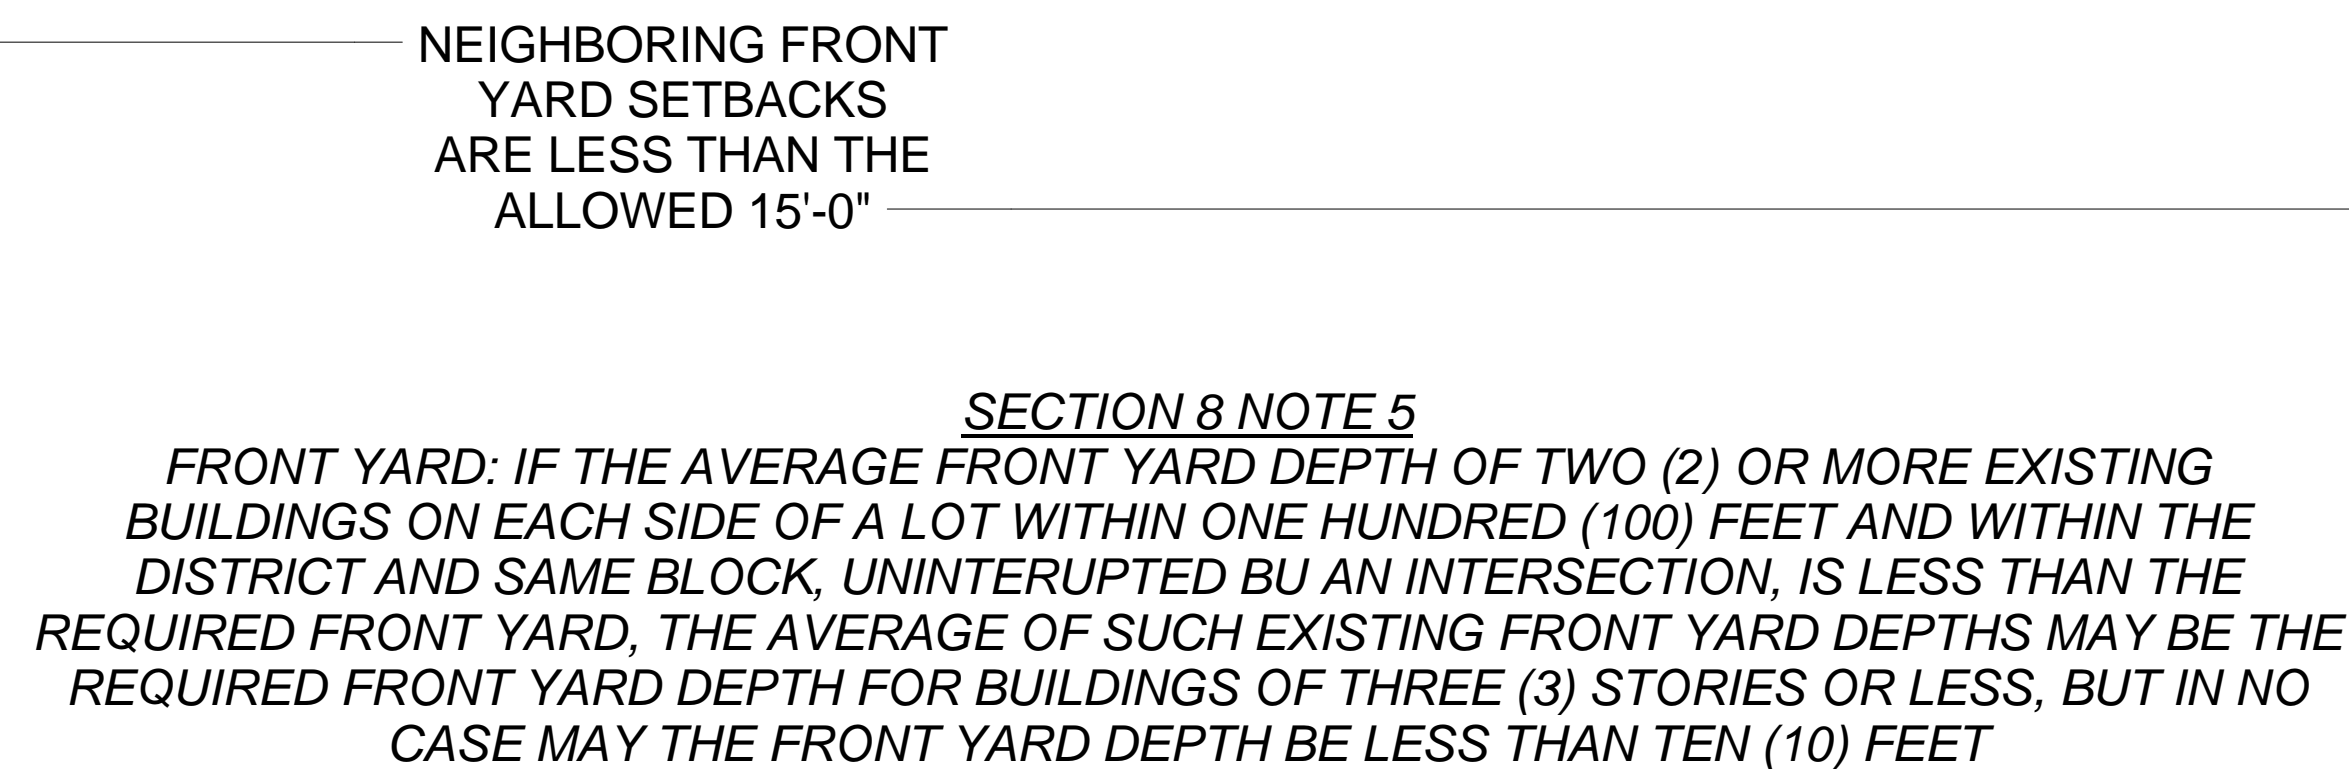 NEIGHBORING FRONT
YARD SETBACKS
ARE LESS THAN THE
ALLOWED 15'-0"
SECTION 8 NOTE 5
FRONT YARD: IF THE AVERAGE FRONT YARD DEPTH OF TWO (2) OR MORE EXISTING
BUILDINGS ON EACH SIDE OF A LOT WITHIN ONE HUNDRED (100) FEET AND WITHIN THE
DISTRICT AND SAME BLOCK, UNINTERUPTED BU AN INTERSECTION, IS LESS THAN THE
REQUIRED FRONT YARD, THE AVERAGE OF SUCH EXISTING FRONT YARD DEPTHS MAY BE THE
REQUIRED FRONT YARD DEPTH FOR BUILDINGS OF THREE (3) STORIES OR LESS, BUT IN NO
CASE MAY THE FRONT YARD DEPTH BE LESS THAN TEN (10) FEET